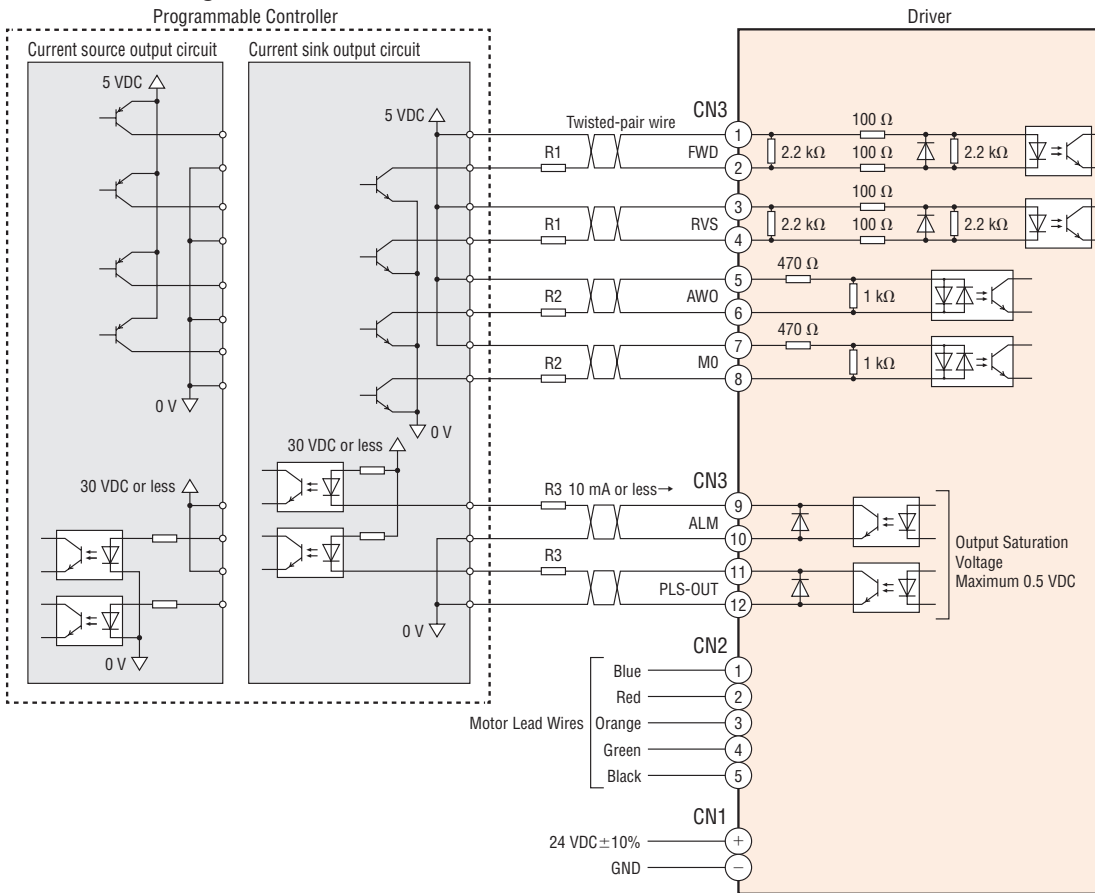 Programmable Controller
Driver
Current source output circuit
Current sink output circuit
5 VDC
0 V
30 VDC or less
0 V
5 VDC
0 V
30 VDC or less
0 V
Twisted-pair wire
R1
R1
R2
R2
R3 10 mA or less→
R3
CN3
1
FWD
2
3
RVS
4
5
AWO
6
7
M0
8
CN3
9
ALM
10
11
PLS-OUT
12
2.2 kΩ
100 Ω
100 Ω
2.2 kΩ
2.2 kΩ
100 Ω
100 Ω
2.2 kΩ
470 Ω
1 kΩ
470 Ω
1 kΩ
Output Saturation
Voltage
Maximum 0.5 VDC
CN2
Motor Lead Wires
Blue 1
Red 2
Orange 3
Green 4
Black 5
CN1
24 VDC±10% +
GND −